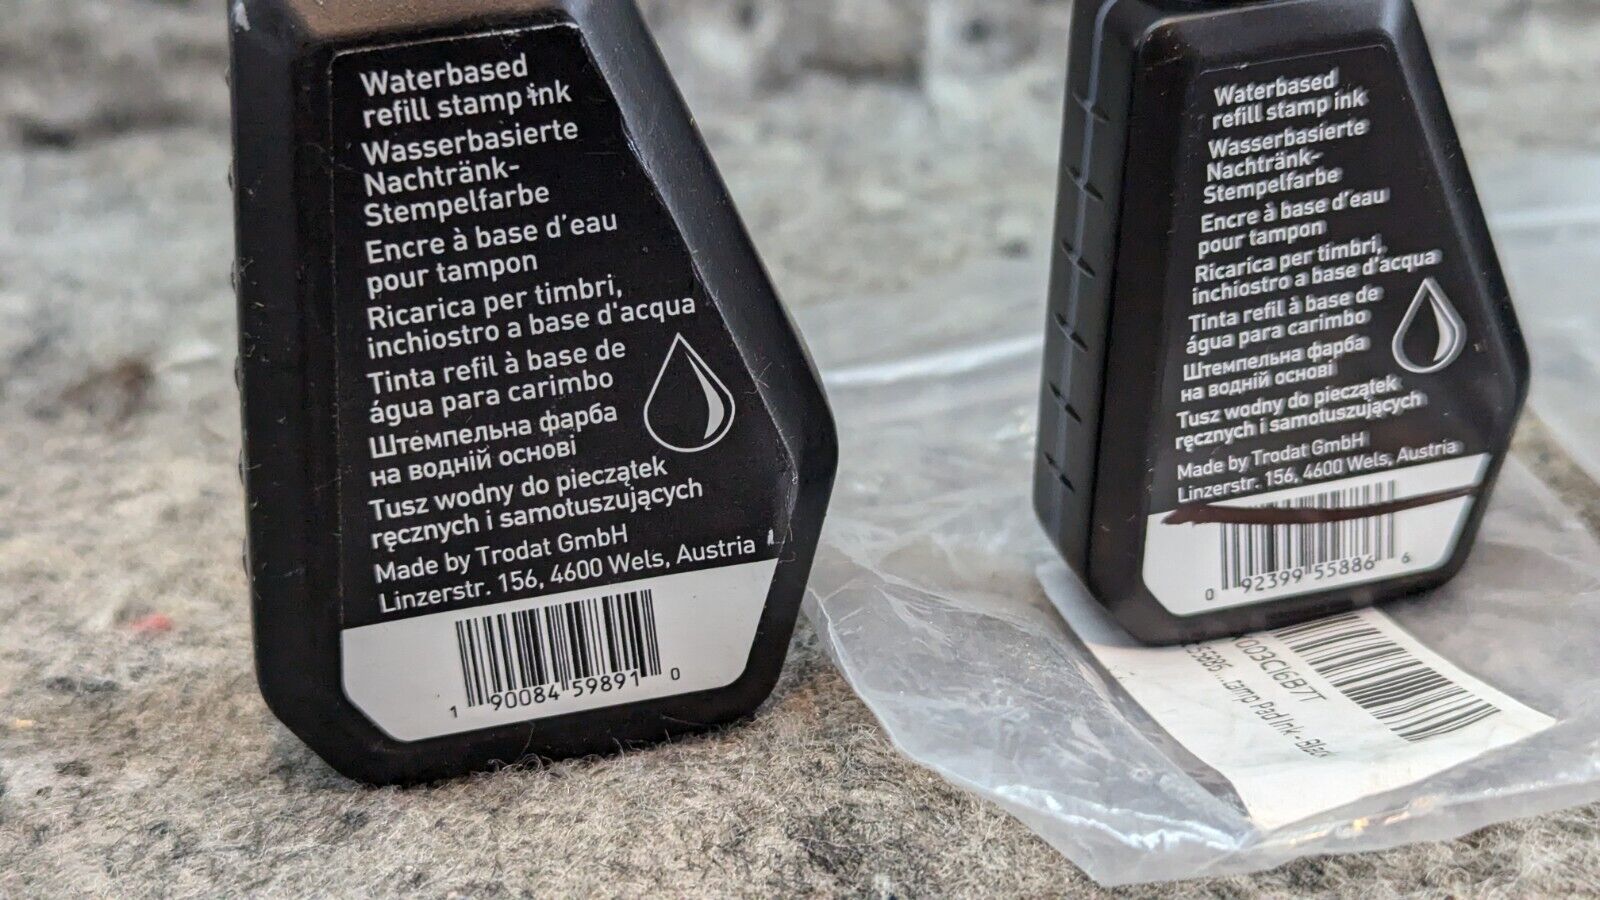 Waterbased
refill stamp ink
Wasserbasierte
Nachtränk-
Stempelfarbe
Encre à base d'eau
pour tampon
Ricarica per timbri,
inchiostro a base d'acqua
Tinta refil à base de
água para carimbo
Штемпельна фарба
на водній основі
Tusz wodny do pieczątek
ręcznych i samotuszujących
Made by Trodat GmbH
Linzerstr. 156, 4600 Wels, Austria
1 90084 59891 0
Waterbased
refill stamp ink
Wasserbasierte
Nachtränk-
Stempelfarbe
Encre à base d'eau
pour tampon
Ricarica per timbri,
inchiostro a base d'acqua
Tinta refil à base de
água para carimbo
Штемпельна фарба
на водній основі
Tusz wodny do pieczątek
ręcznych i samotuszujących
Made by Trodat GmbH
Linzerstr. 156, 4600 Wels, Austria
0 92399 55886 6
003CI6B7T
Pad Ink - Black